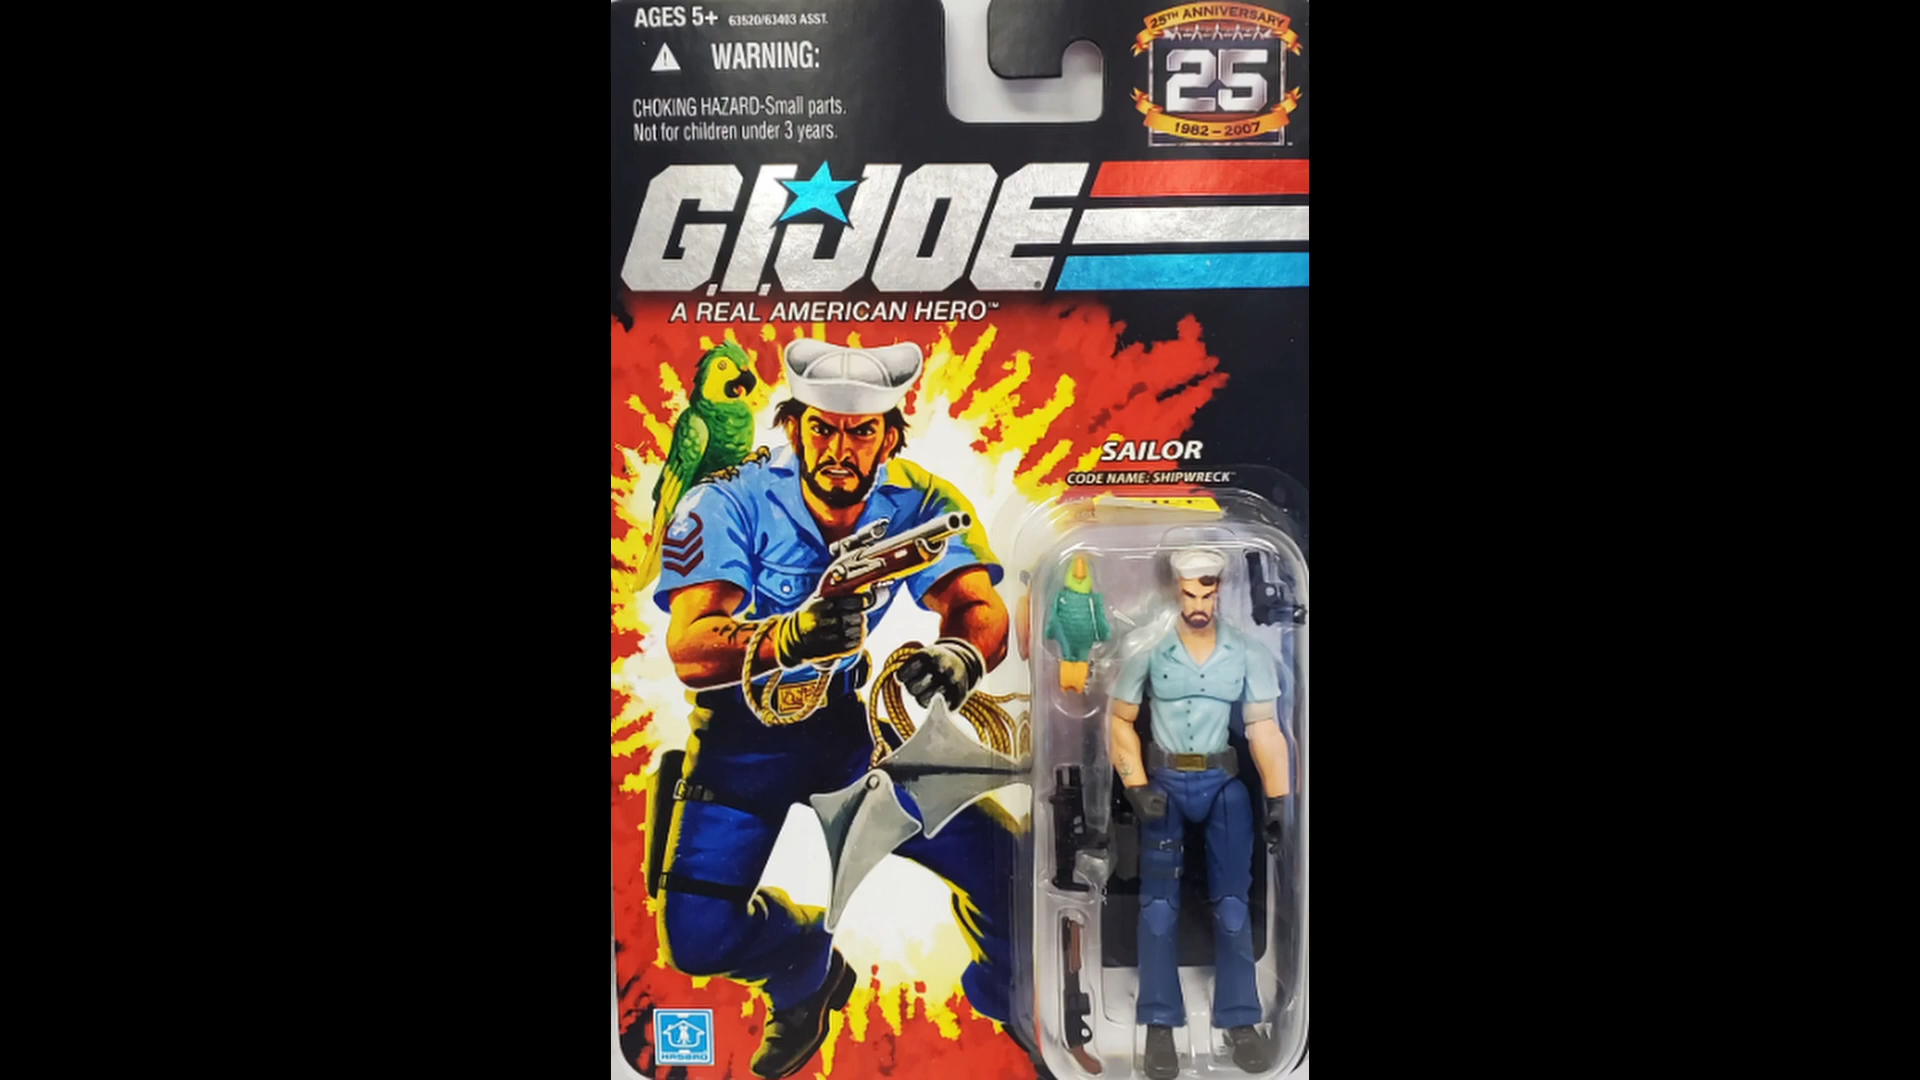 AGES 5+ 63520/63403 ASST.
WARNING:
CHOKING HAZARD-Small parts.
Not for children under 3 years.
25TH ANNIVERSARY
25
1982-2007
G.I.JOE
A REAL AMERICAN HERO™
SAILOR
CODE NAME: SHIPWRECK™
HASBRO